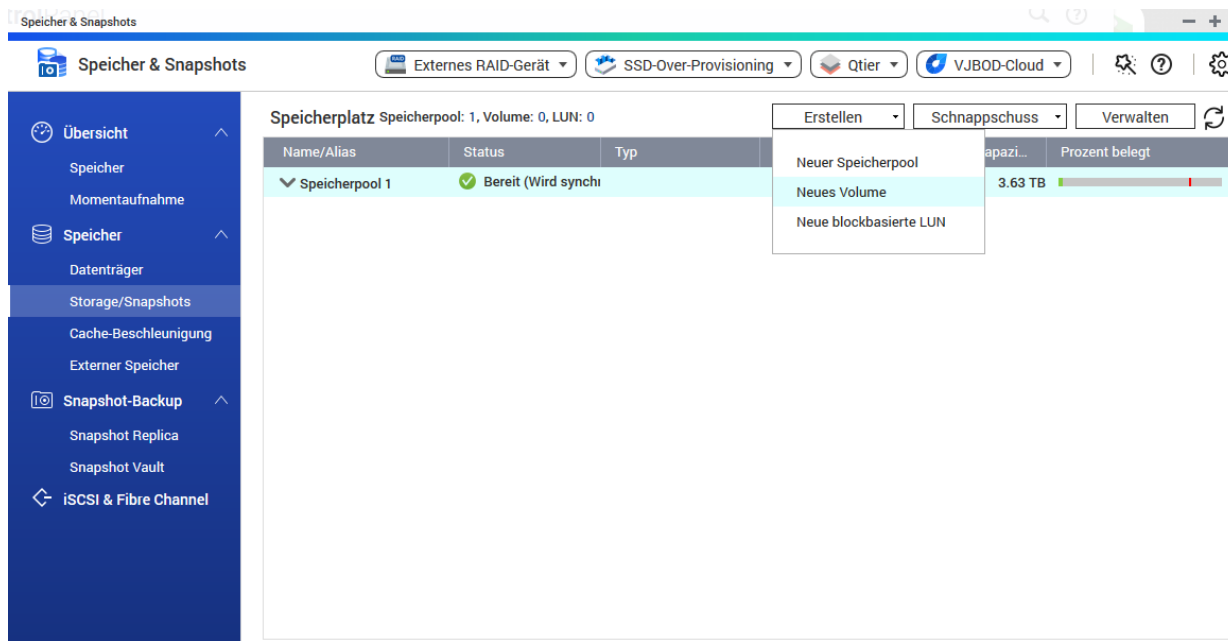 Speicher & Snapshots
Speicher & Snapshots
Externes RAID-Gerät
SSD-Over-Provisioning
Qtier
VJBOD-Cloud
Übersicht
Speicher
Momentaufnahme
Speicher
Datenträger
Storage/Snapshots
Cache-Beschleunigung
Externer Speicher
Snapshot-Backup
Snapshot Replica
Snapshot Vault
iSCSI & Fibre Channel
Speicherplatz Speicherpool: 1, Volume: 0, LUN: 0
Erstellen
Schnappschuss
Verwalten
Name/Alias Status Typ apazi... Prozent belegt
Speicherpool 1 Bereit (Wird synchı 3.63 TB
Neuer Speicherpool
Neues Volume
Neue blockbasierte LUN